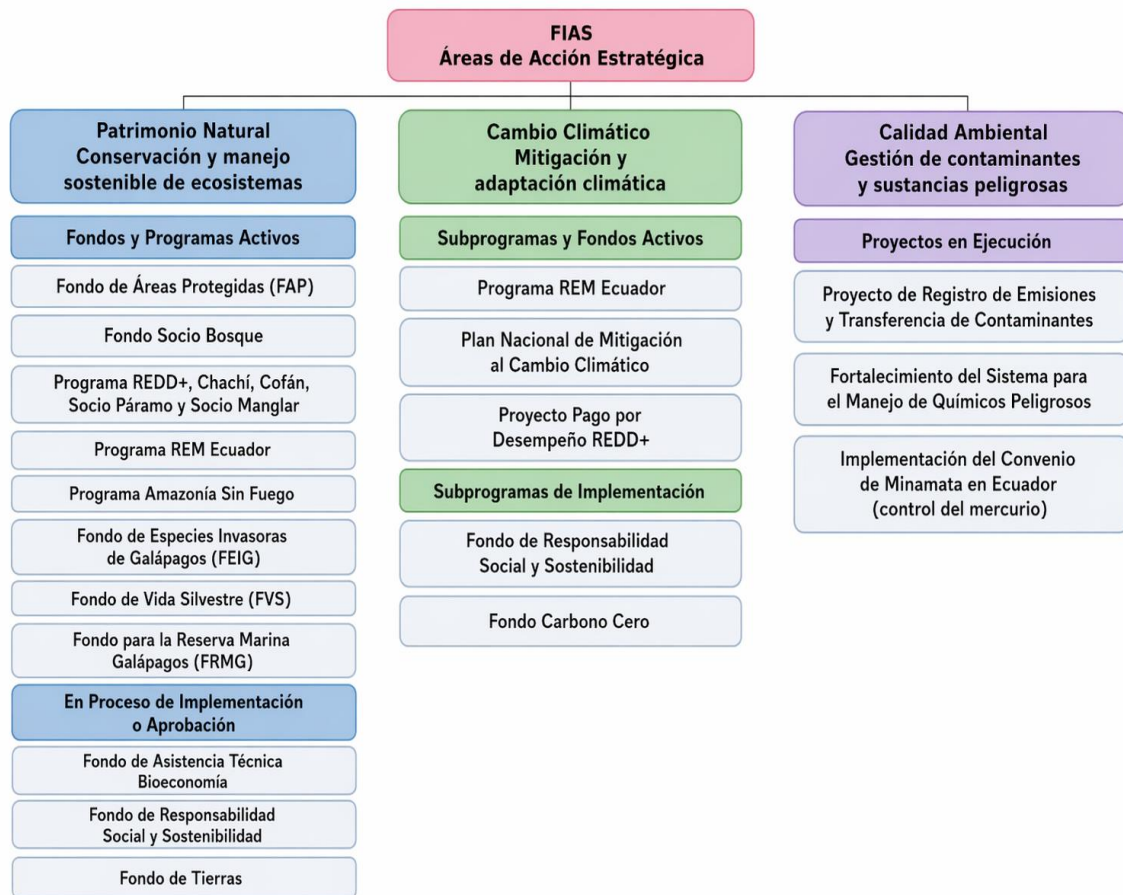 FIAS
Áreas de Acción Estratégica
Patrimonio Natural
Conservación y manejo
sostenible de ecosistemas
Fondos y Programas Activos
Fondo de Áreas Protegidas (FAP)
Fondo Socio Bosque
Programa REDD+, Chachí, Cofán,
Socio Páramo y Socio Manglar
Programa REM Ecuador
Programa Amazonía Sin Fuego
Fondo de Especies Invasoras
de Galápagos (FEIG)
Fondo de Vida Silvestre (FVS)
Fondo para la Reserva Marina
Galápagos (FRMG)
En Proceso de Implementación
o Aprobación
Fondo de Asistencia Técnica
Bioeconomía
Fondo de Responsabilidad
Social y Sostenibilidad
Fondo de Tierras
Cambio Climático
Mitigación y
adaptación climática
Subprogramas y Fondos Activos
Programa REM Ecuador
Plan Nacional de Mitigación
al Cambio Climático
Proyecto Pago por
Desempeño REDD+
Subprogramas de Implementación
Fondo de Responsabilidad
Social y Sostenibilidad
Fondo Carbono Cero
Calidad Ambiental
Gestión de contaminantes
y sustancias peligrosas
Proyectos en Ejecución
Proyecto de Registro de Emisiones
y Transferencia de Contaminantes
Fortalecimiento del Sistema para
el Manejo de Químicos Peligrosos
Implementación del Convenio
de Minamata en Ecuador
(control del mercurio)